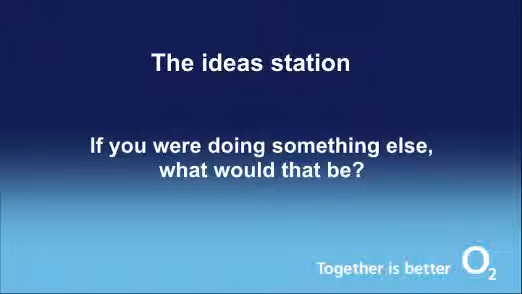 The ideas station
If you were doing something else,
what would that be?
Together is better O2